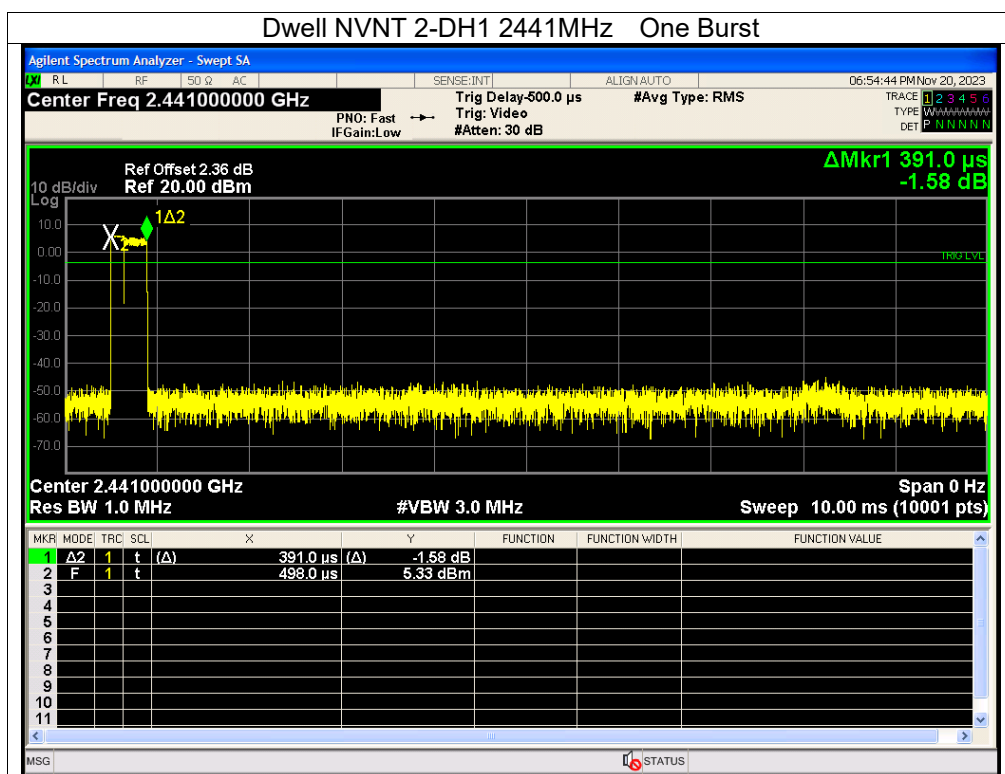 Dwell NVNT 2-DH1 2441MHz One Burst
Agilent Spectrum Analyzer - Swept SA
LXI RL RF 50 Ω AC SENSE:INT ALIGN AUTO 06:54:44 PM Nov 20, 2023
Center Freq 2.441000000 GHz Trig Delay-500.0 µs #Avg Type: RMS TRACE 1 2 3 4 5 6
PNO: Fast Trig: Video TYPE WWWWWW
IFGain:Low #Atten: 30 dB DET P N N N N N
ΔMkr1 391.0 µs
-1.58 dB
Ref Offset 2.36 dB
10 dB/div Ref 20.00 dBm
Log
10.0
0.00
-10.0
-20.0
-30.0
-40.0
-50.0
-60.0
-70.0
1Δ2
2
TRIG LVL
Center 2.441000000 GHz Span 0 Hz
Res BW 1.0 MHz #VBW 3.0 MHz Sweep 10.00 ms (10001 pts)
MKR MODE TRC SCL X Y FUNCTION FUNCTION WIDTH FUNCTION VALUE
1 Δ2 1 t (Δ) 391.0 µs (Δ) -1.58 dB
2 F 1 t 498.0 µs 5.33 dBm
3
4
5
6
7
8
9
10
11
MSG STATUS